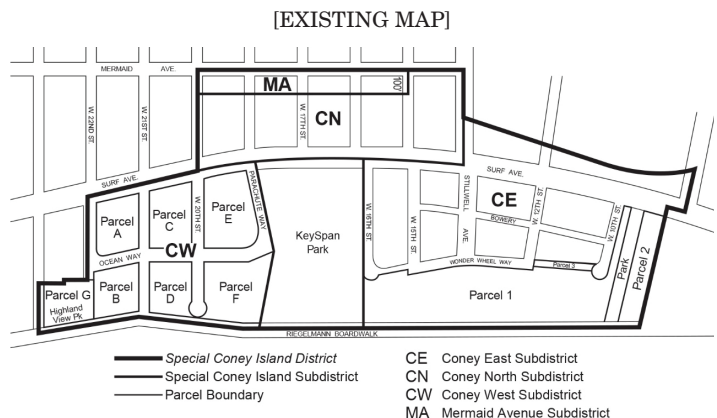 [EXISTING MAP]
MERMAID AVE.
MA
100'
W. 22ND ST.
W. 21ST ST.
W. 17TH ST.
CN
SURF AVE.
SURF AVE.
W. 20TH ST.
PARACHUTE WAY
Parcel E
Parcel C
Parcel A
CW
KeySpan Park
W. 16TH ST.
W. 15TH ST.
STILLWELL AVE.
CE
BOWERY
W. 12TH ST.
W. 10TH ST.
OCEAN WAY
WONDER WHEEL WAY
Parcel 3
Park
Parcel 2
Parcel G
Highland View Pk
Parcel B
Parcel D
Parcel F
Parcel 1
RIEGELMANN BOARDWALK
Special Coney Island District
Special Coney Island Subdistrict
Parcel Boundary
CE Coney East Subdistrict
CN Coney North Subdistrict
CW Coney West Subdistrict
MA Mermaid Avenue Subdistrict